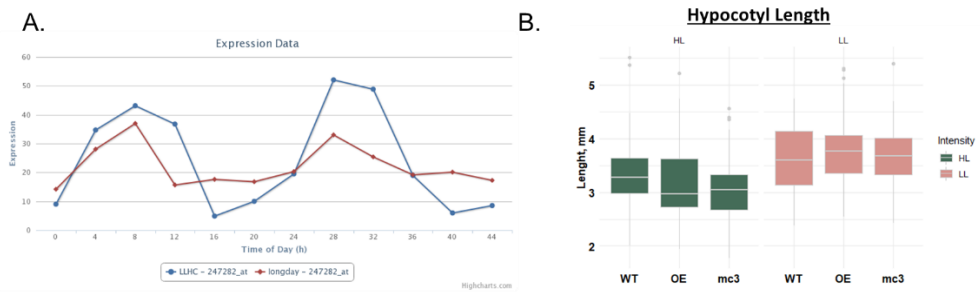 A.
Expression Data
Expression
60
50
40
30
20
10
0
0 4 8 12 16 20 24 28 32 36 40 44
Time of Day (h)
LLHC - 247282_at longday - 247282_at
Highcharts.com
B.
Hypocotyl Length
HL LL
Lenght, mm
5
4
3
2
WT OE mc3 WT OE mc3
Intensity
HL
LL